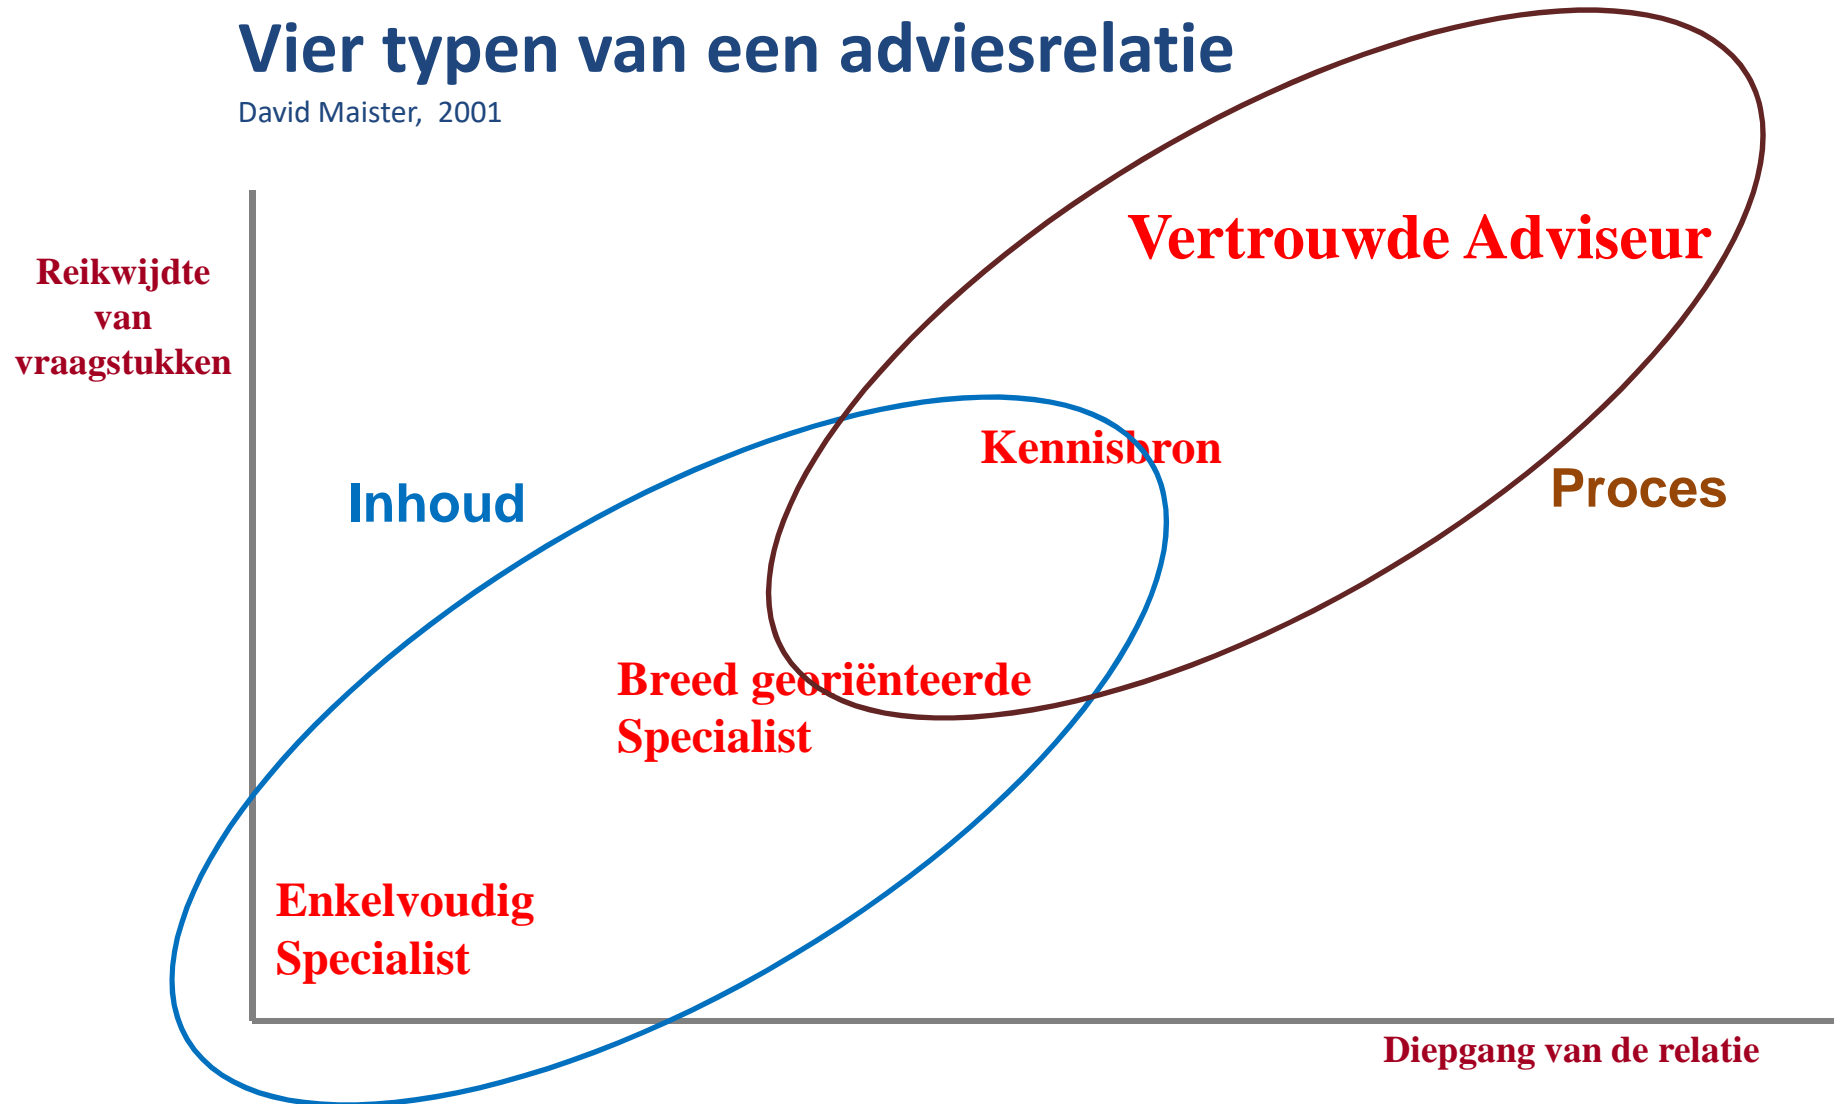 Vier typen van een adviesrelatie
David Maister, 2001
Vertrouwde Adviseur
Reikwijdte
van
vraagstukken
Kennisbron
Inhoud
Proces
Breed georiënteerde
Specialist
Enkelvoudig
Specialist
Diepgang van de relatie